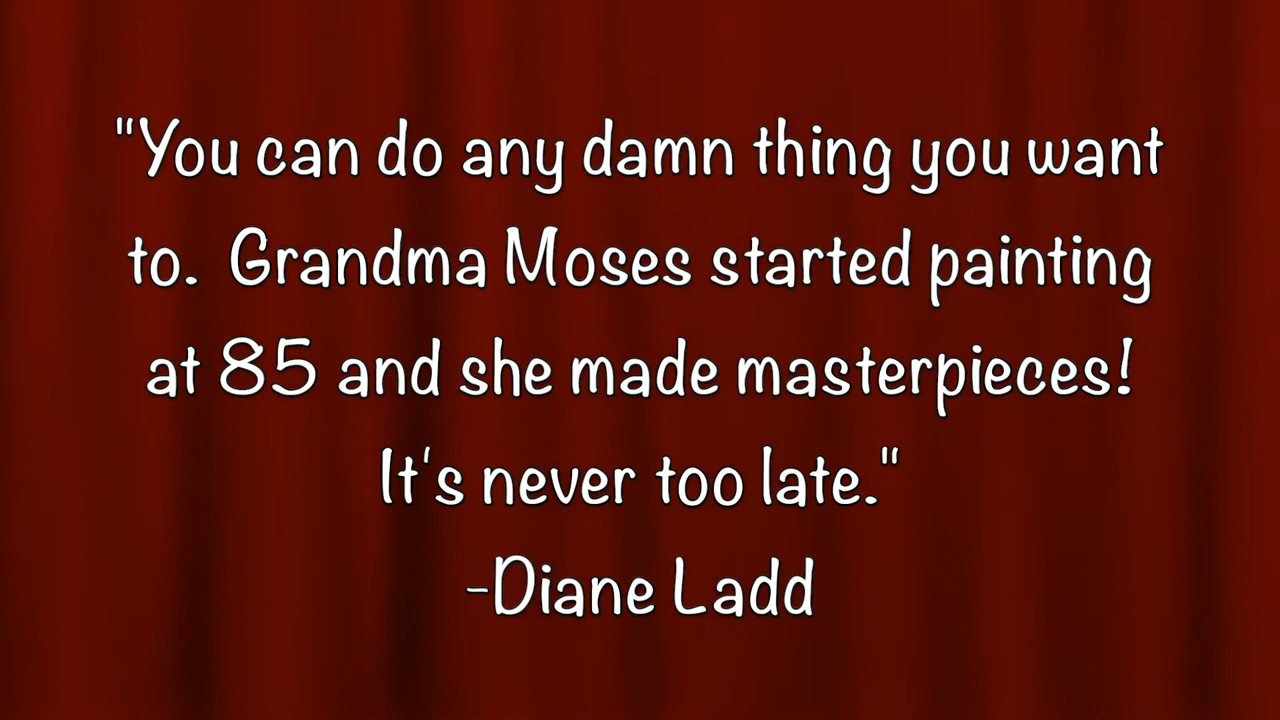 "You can do any damn thing you want
to.  Grandma Moses started painting
at 85 and she made masterpieces!
It's never too late."
-Diane Ladd